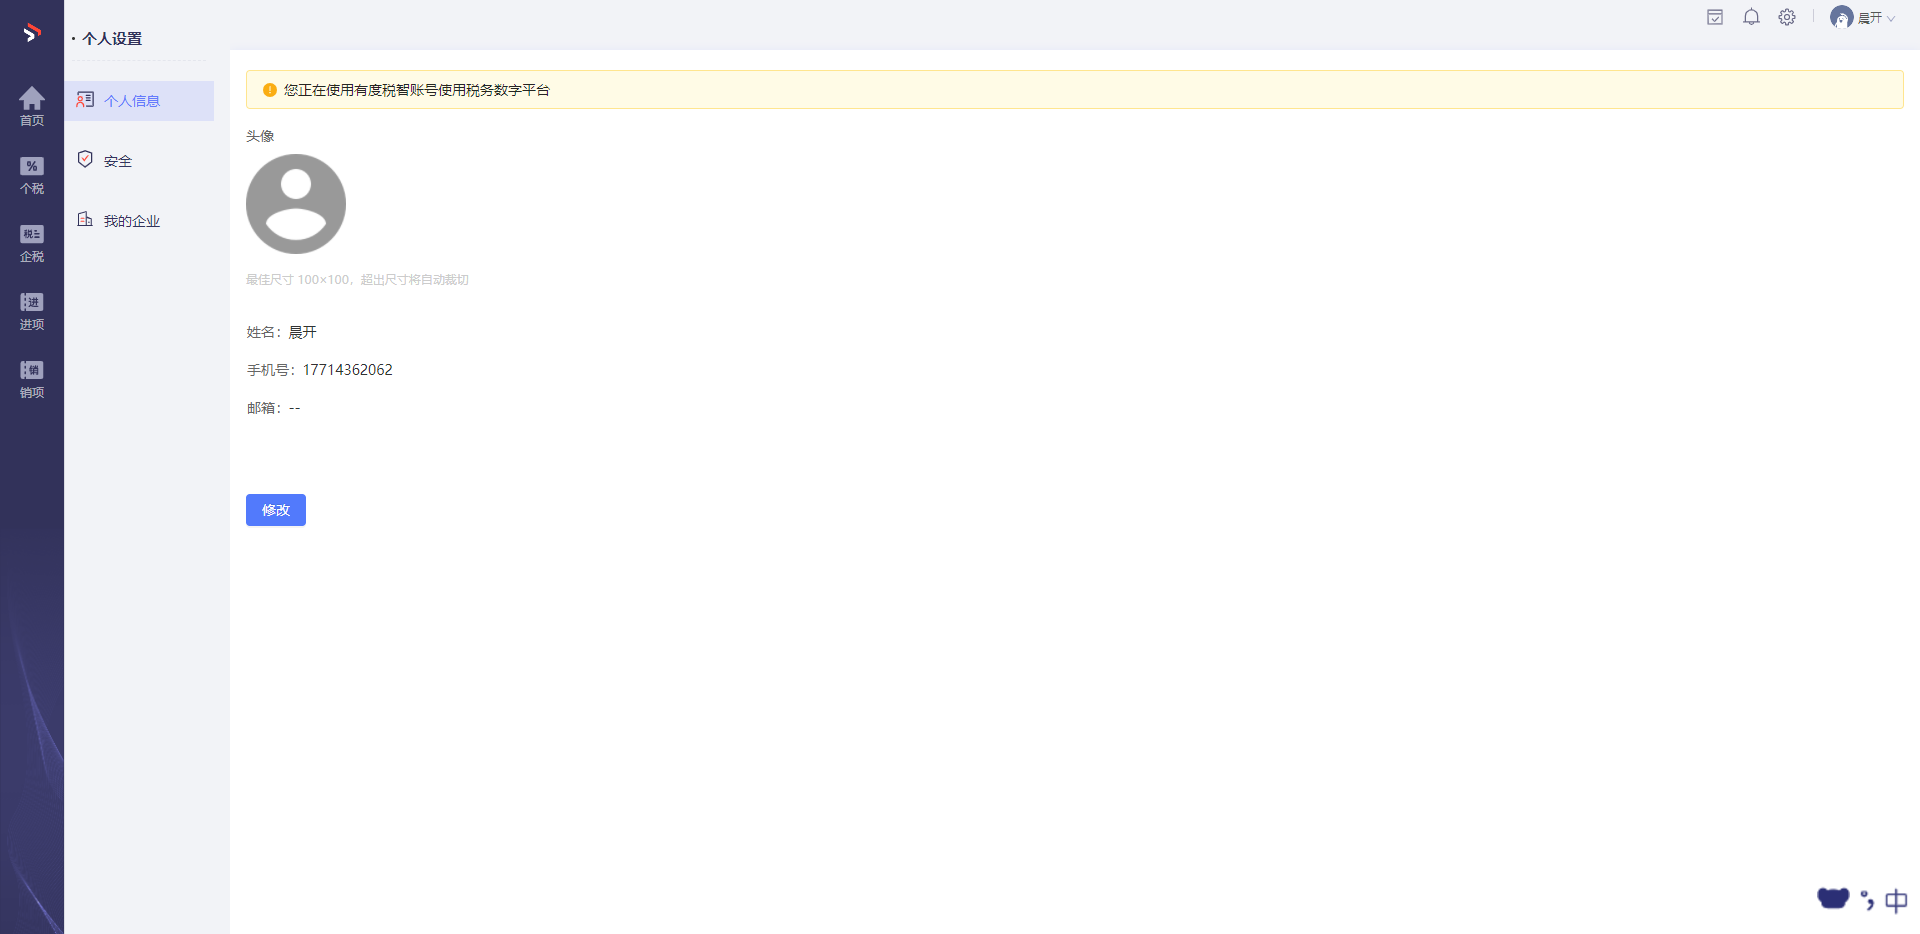 个人设置
晨开
首页
%
个税
税
企税
进
进项
销
销项
个人信息
安全
我的企业
您正在使用有度税智账号使用税务数字平台
头像
最佳尺寸 100×100，超出尺寸将自动裁切
姓名：晨开
手机号：17714362062
邮箱：--
修改
中